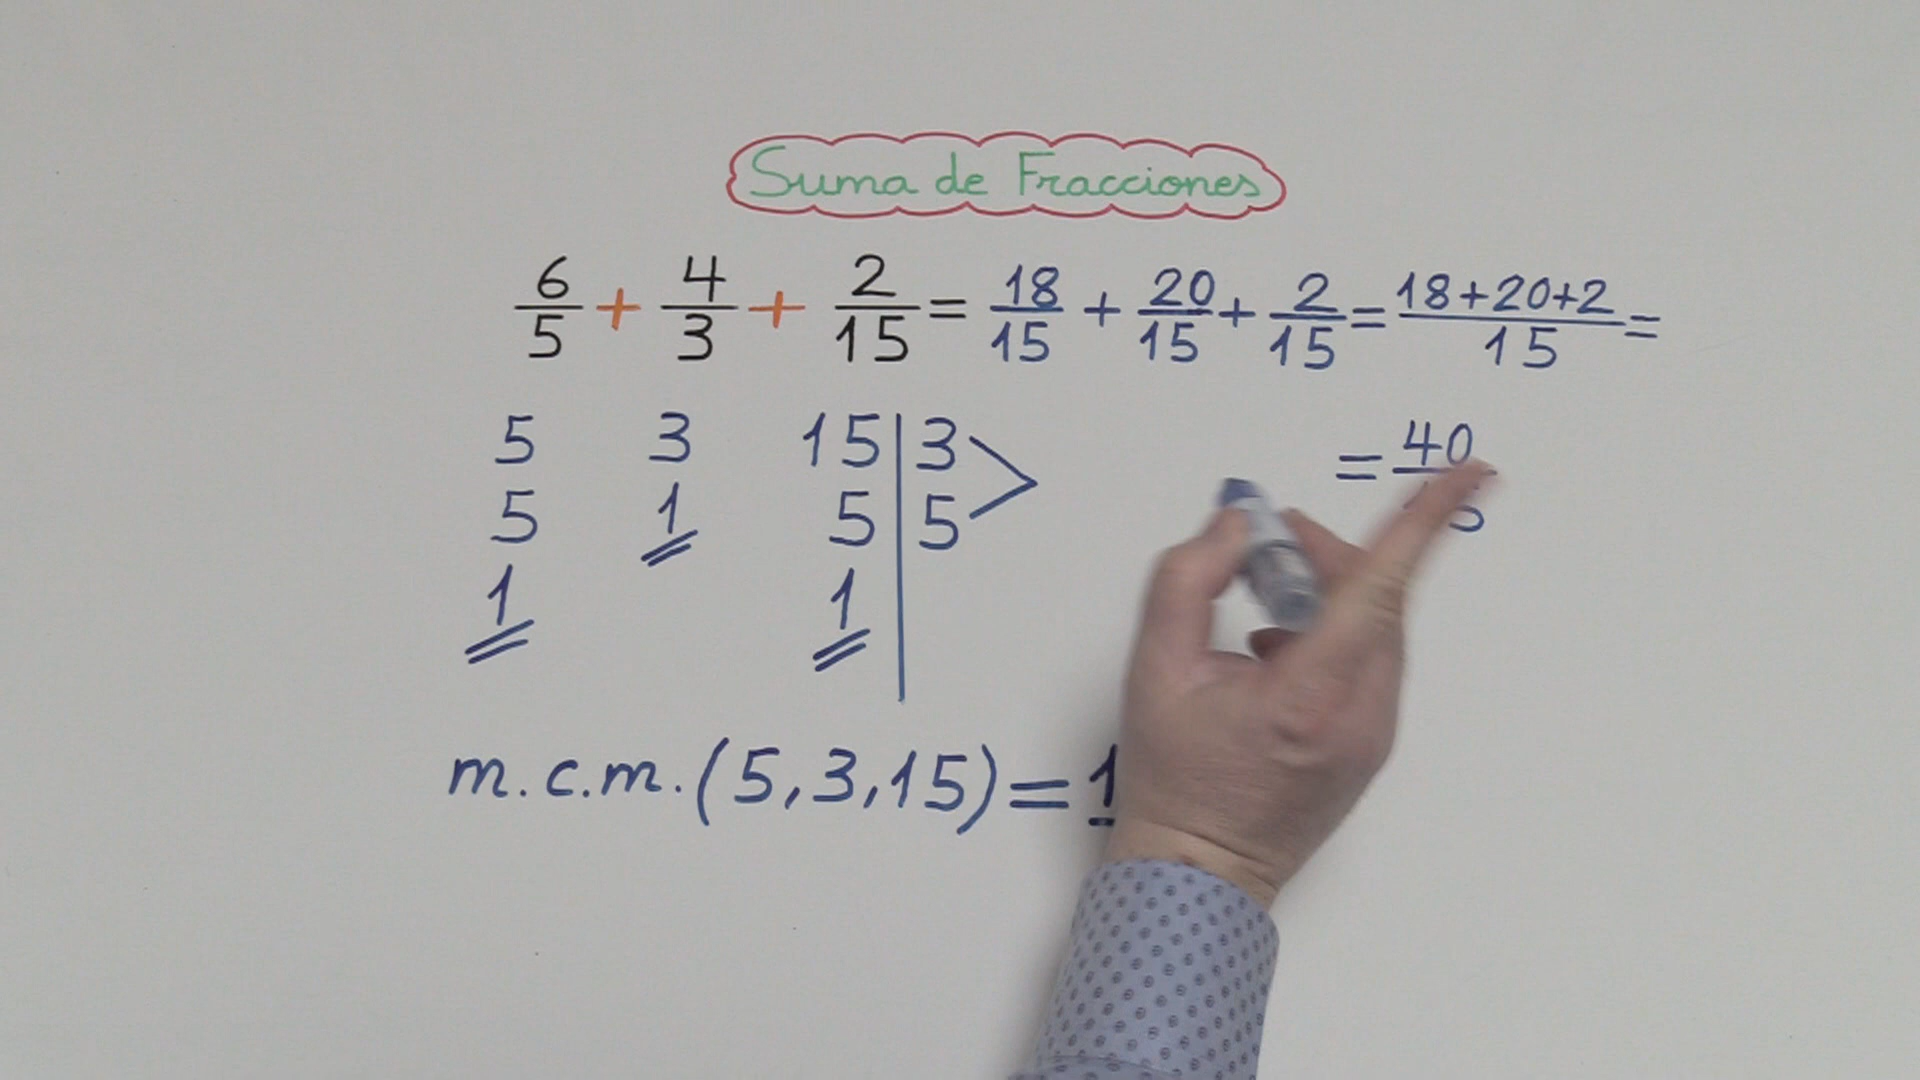 Suma de Fracciones
6/5 + 4/3 + 2/15 = 18/15 + 20/15 + 2/15 = 18+20+2/15 =
= 40
5 3 15 | 3
5 1 5 | 5
1 1
m.c.m.(5,3,15)=